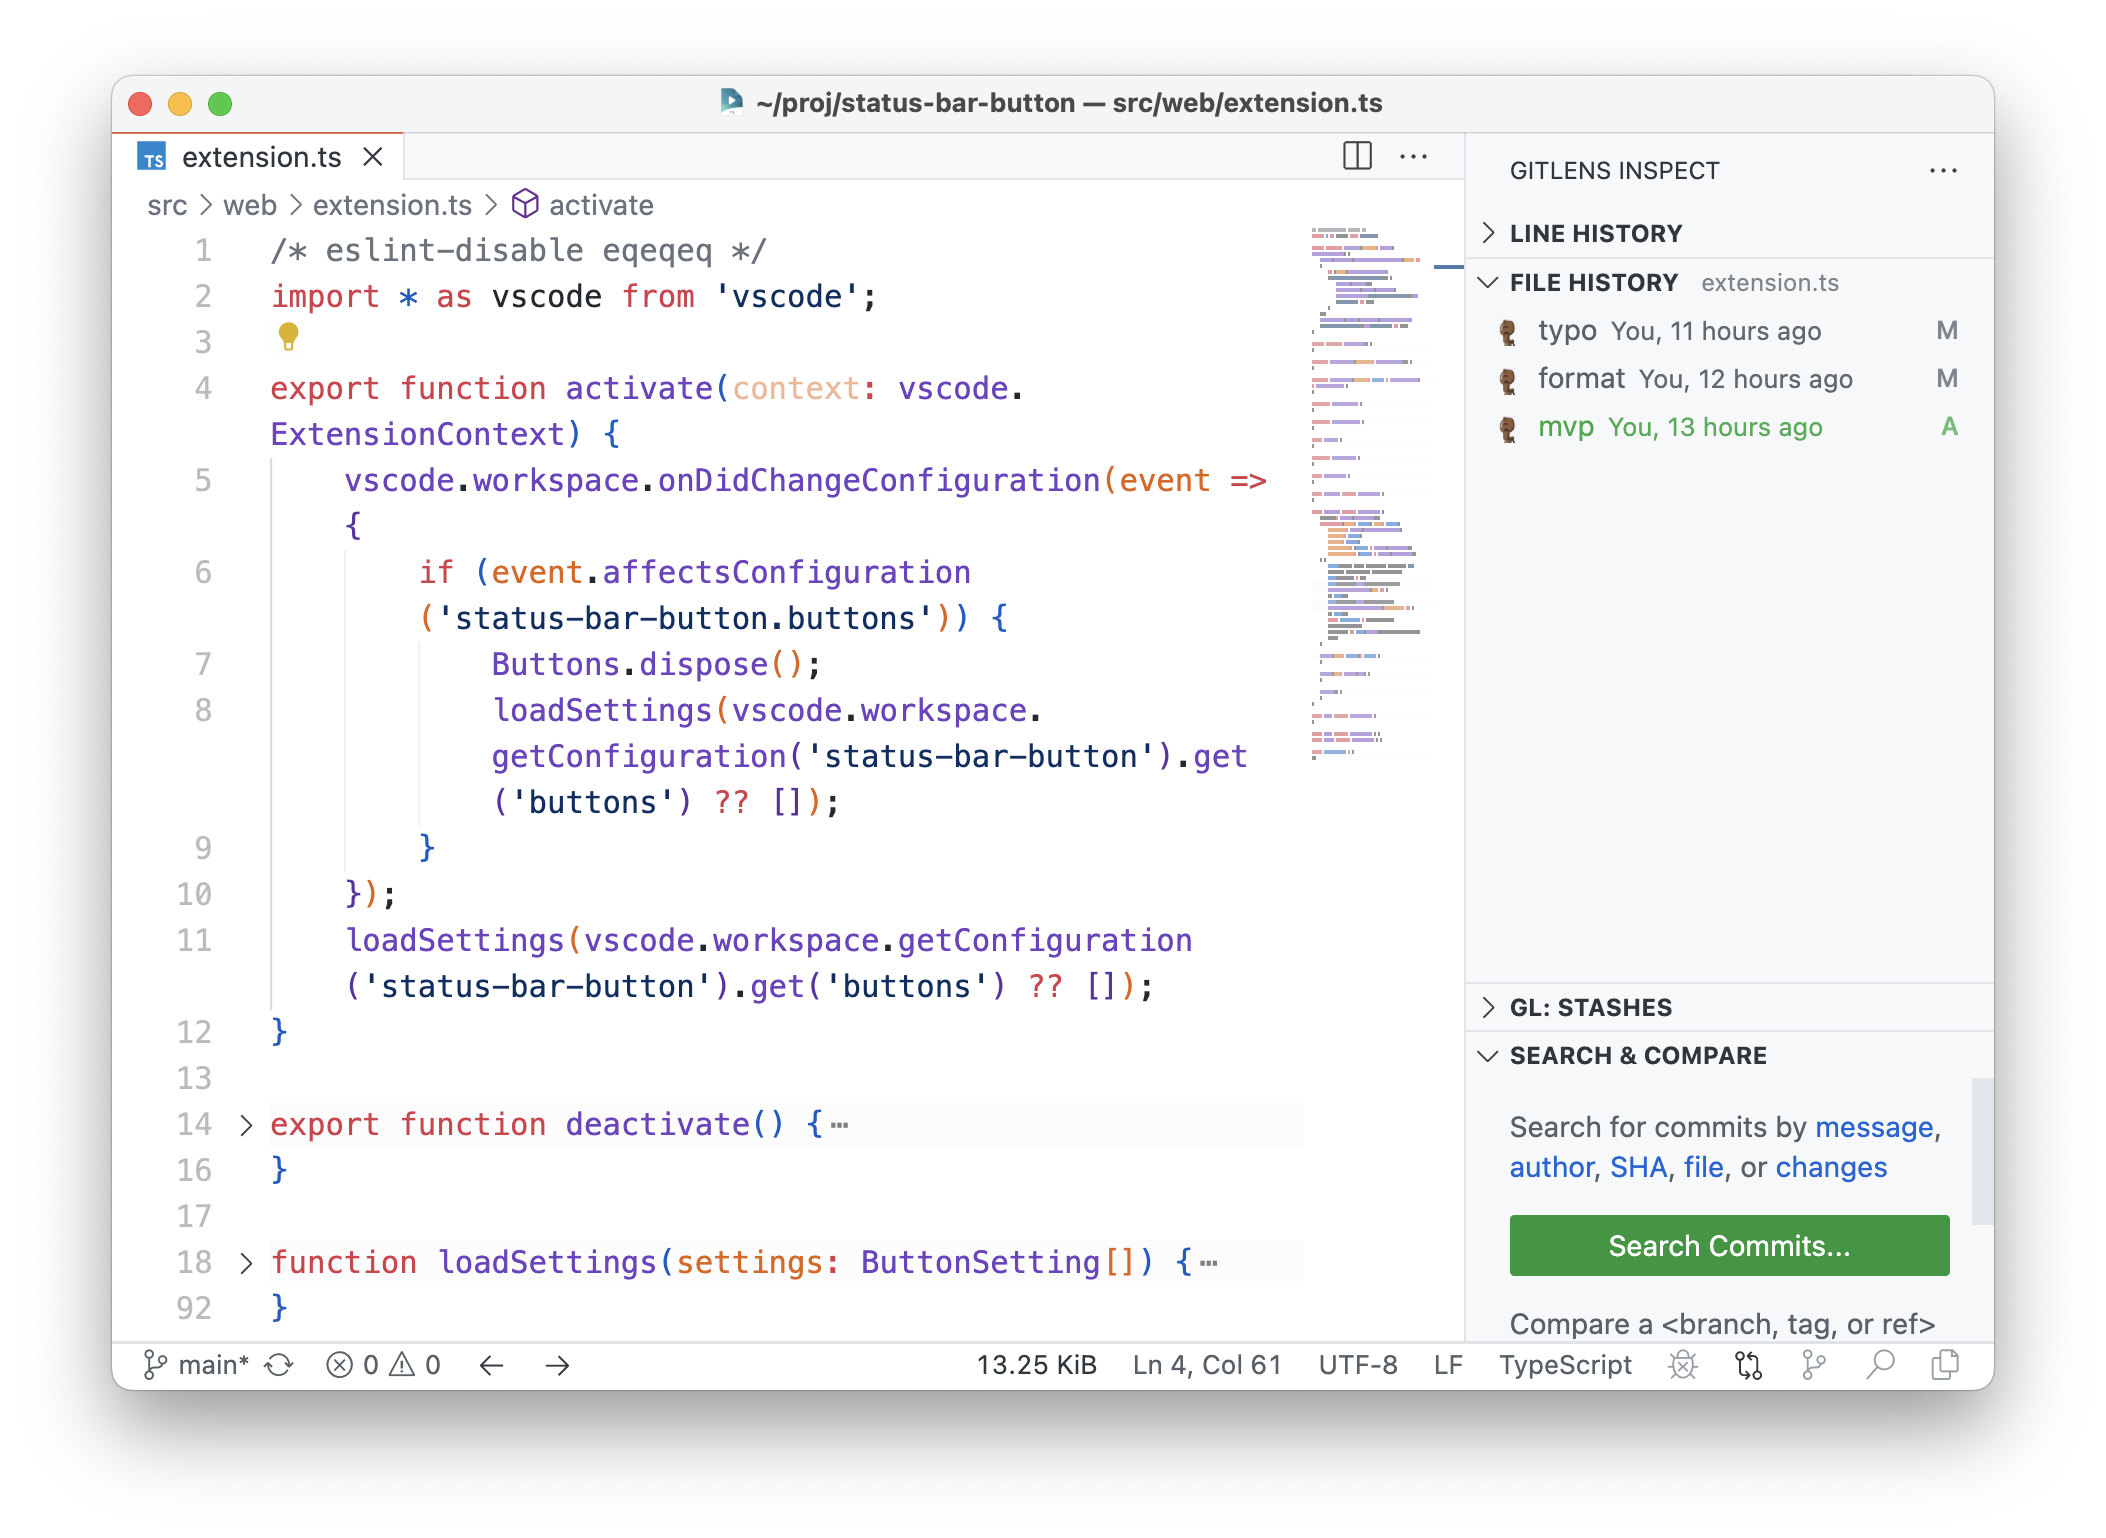 ~/proj/status-bar-button — src/web/extension.ts
TS extension.ts
src > web > extension.ts > activate
1 /* eslint-disable eqeqeq */
2 import * as vscode from 'vscode';
3
4 export function activate(context: vscode.
ExtensionContext) {
5 vscode.workspace.onDidChangeConfiguration(event =>
{
6 if (event.affectsConfiguration
('status-bar-button.buttons')) {
7 Buttons.dispose();
8 loadSettings(vscode.workspace.
getConfiguration('status-bar-button').get
('buttons') ?? []);
9 }
10 });
11 loadSettings(vscode.workspace.getConfiguration
('status-bar-button').get('buttons') ?? []);
12 }
13
14 export function deactivate() {⋯
16 }
17
18 function loadSettings(settings: ButtonSetting[]) {⋯
92 }
GITLENS INSPECT
LINE HISTORY
FILE HISTORY extension.ts
typo You, 11 hours ago M
format You, 12 hours ago M
mvp You, 13 hours ago A
GL: STASHES
SEARCH & COMPARE
Search for commits by message,
author, SHA, file, or changes
Search Commits...
Compare a <branch, tag, or ref>
main* 0 0 13.25 KiB Ln 4, Col 61 UTF-8 LF TypeScript